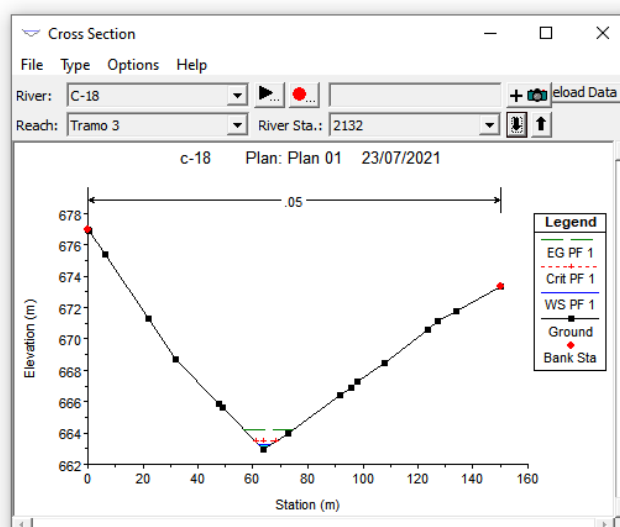 Cross Section
File Type Options Help
River: C-18 + eload Data
Reach: Tramo 3 River Sta.: 2132
c-18 Plan: Plan 01 23/07/2021
.05
678
676
674
672
670
668
666
664
662
0 20 40 60 80 100 120 140 160
Elevation (m)
Station (m)
Legend
EG PF 1
Crit PF 1
WS PF 1
Ground
Bank Sta